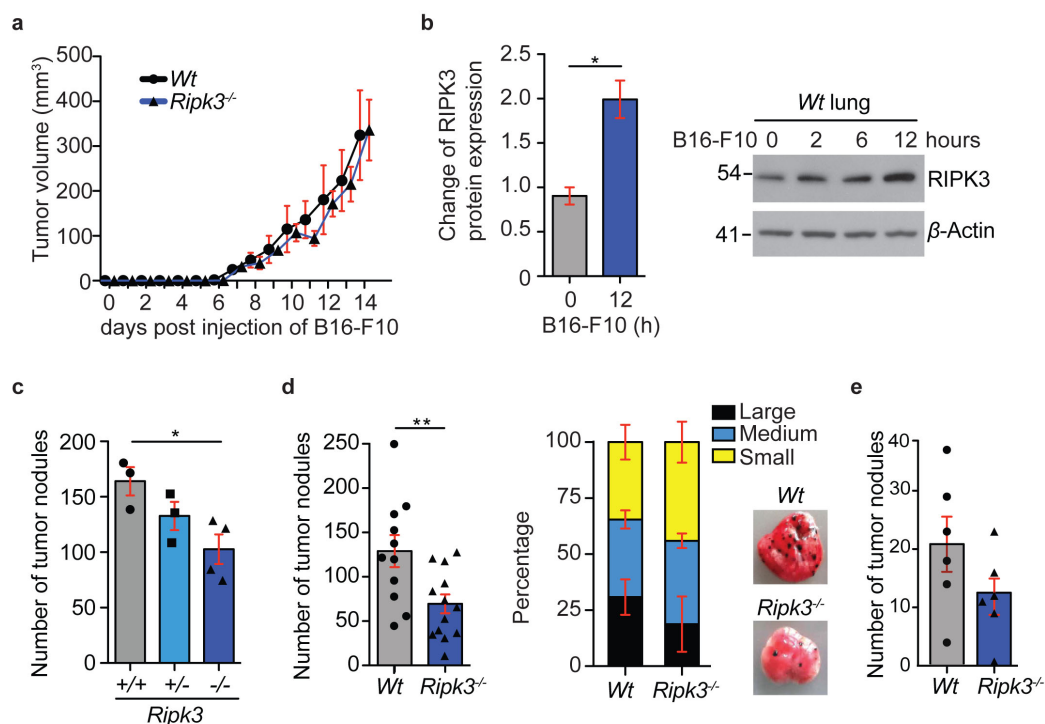 a
Tumor volume (mm³)
500
400
300
200
100
0
Wt
Ripk3⁻/⁻
0 2 4 6 8 10 12 14
days post injection of B16-F10
b
Change of RIPK3
protein expression
2.5
2.0
1.5
1.0
0.5
0
*
0 12
B16-F10 (h)
Wt lung
B16-F10 0 2 6 12 hours
54
RIPK3
41
β-Actin
c
Number of tumor nodules
200
150
100
50
0
*
+/+ +/- -/-
Ripk3
d
Number of tumor nodules
250
200
150
100
50
0
**
Wt Ripk3⁻/⁻
Large
Medium
Small
Percentage
100
75
50
25
0
Wt Ripk3⁻/⁻
Wt
Ripk3⁻/⁻
e
Number of tumor nodules
40
30
20
10
0
Wt Ripk3⁻/⁻